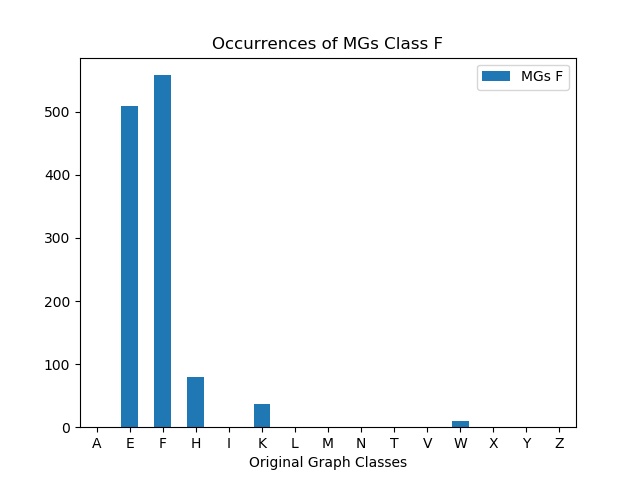 Occurrences of MGs Class F
MGs F
500
400
300
200
100
0
A E F H I K L M N T V W X Y Z
Original Graph Classes